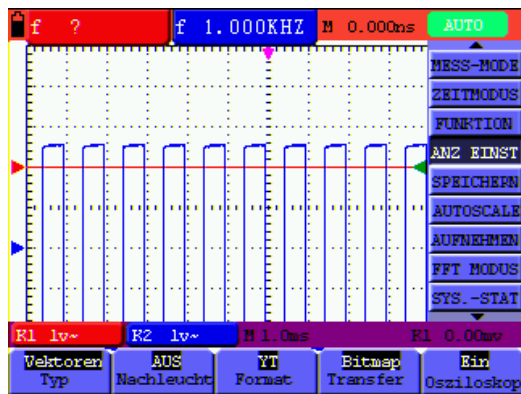 f ?
f 1.000KHZ
M 0.000ns
AUTO
MESS-MODE
ZEITMODUS
FUNKTION
ANZ EINST
SPEICHERN
AUTOSCALE
AUFNEHMEN
FFT MODUS
SYS.-STAT
K1 1v~
K2 1v~
M 1.0ms
K1 0.00mv
Vektoren
Typ
AUS
Nachleucht
YT
Format
Bitmap
Transfer
Ein
Osziloskop